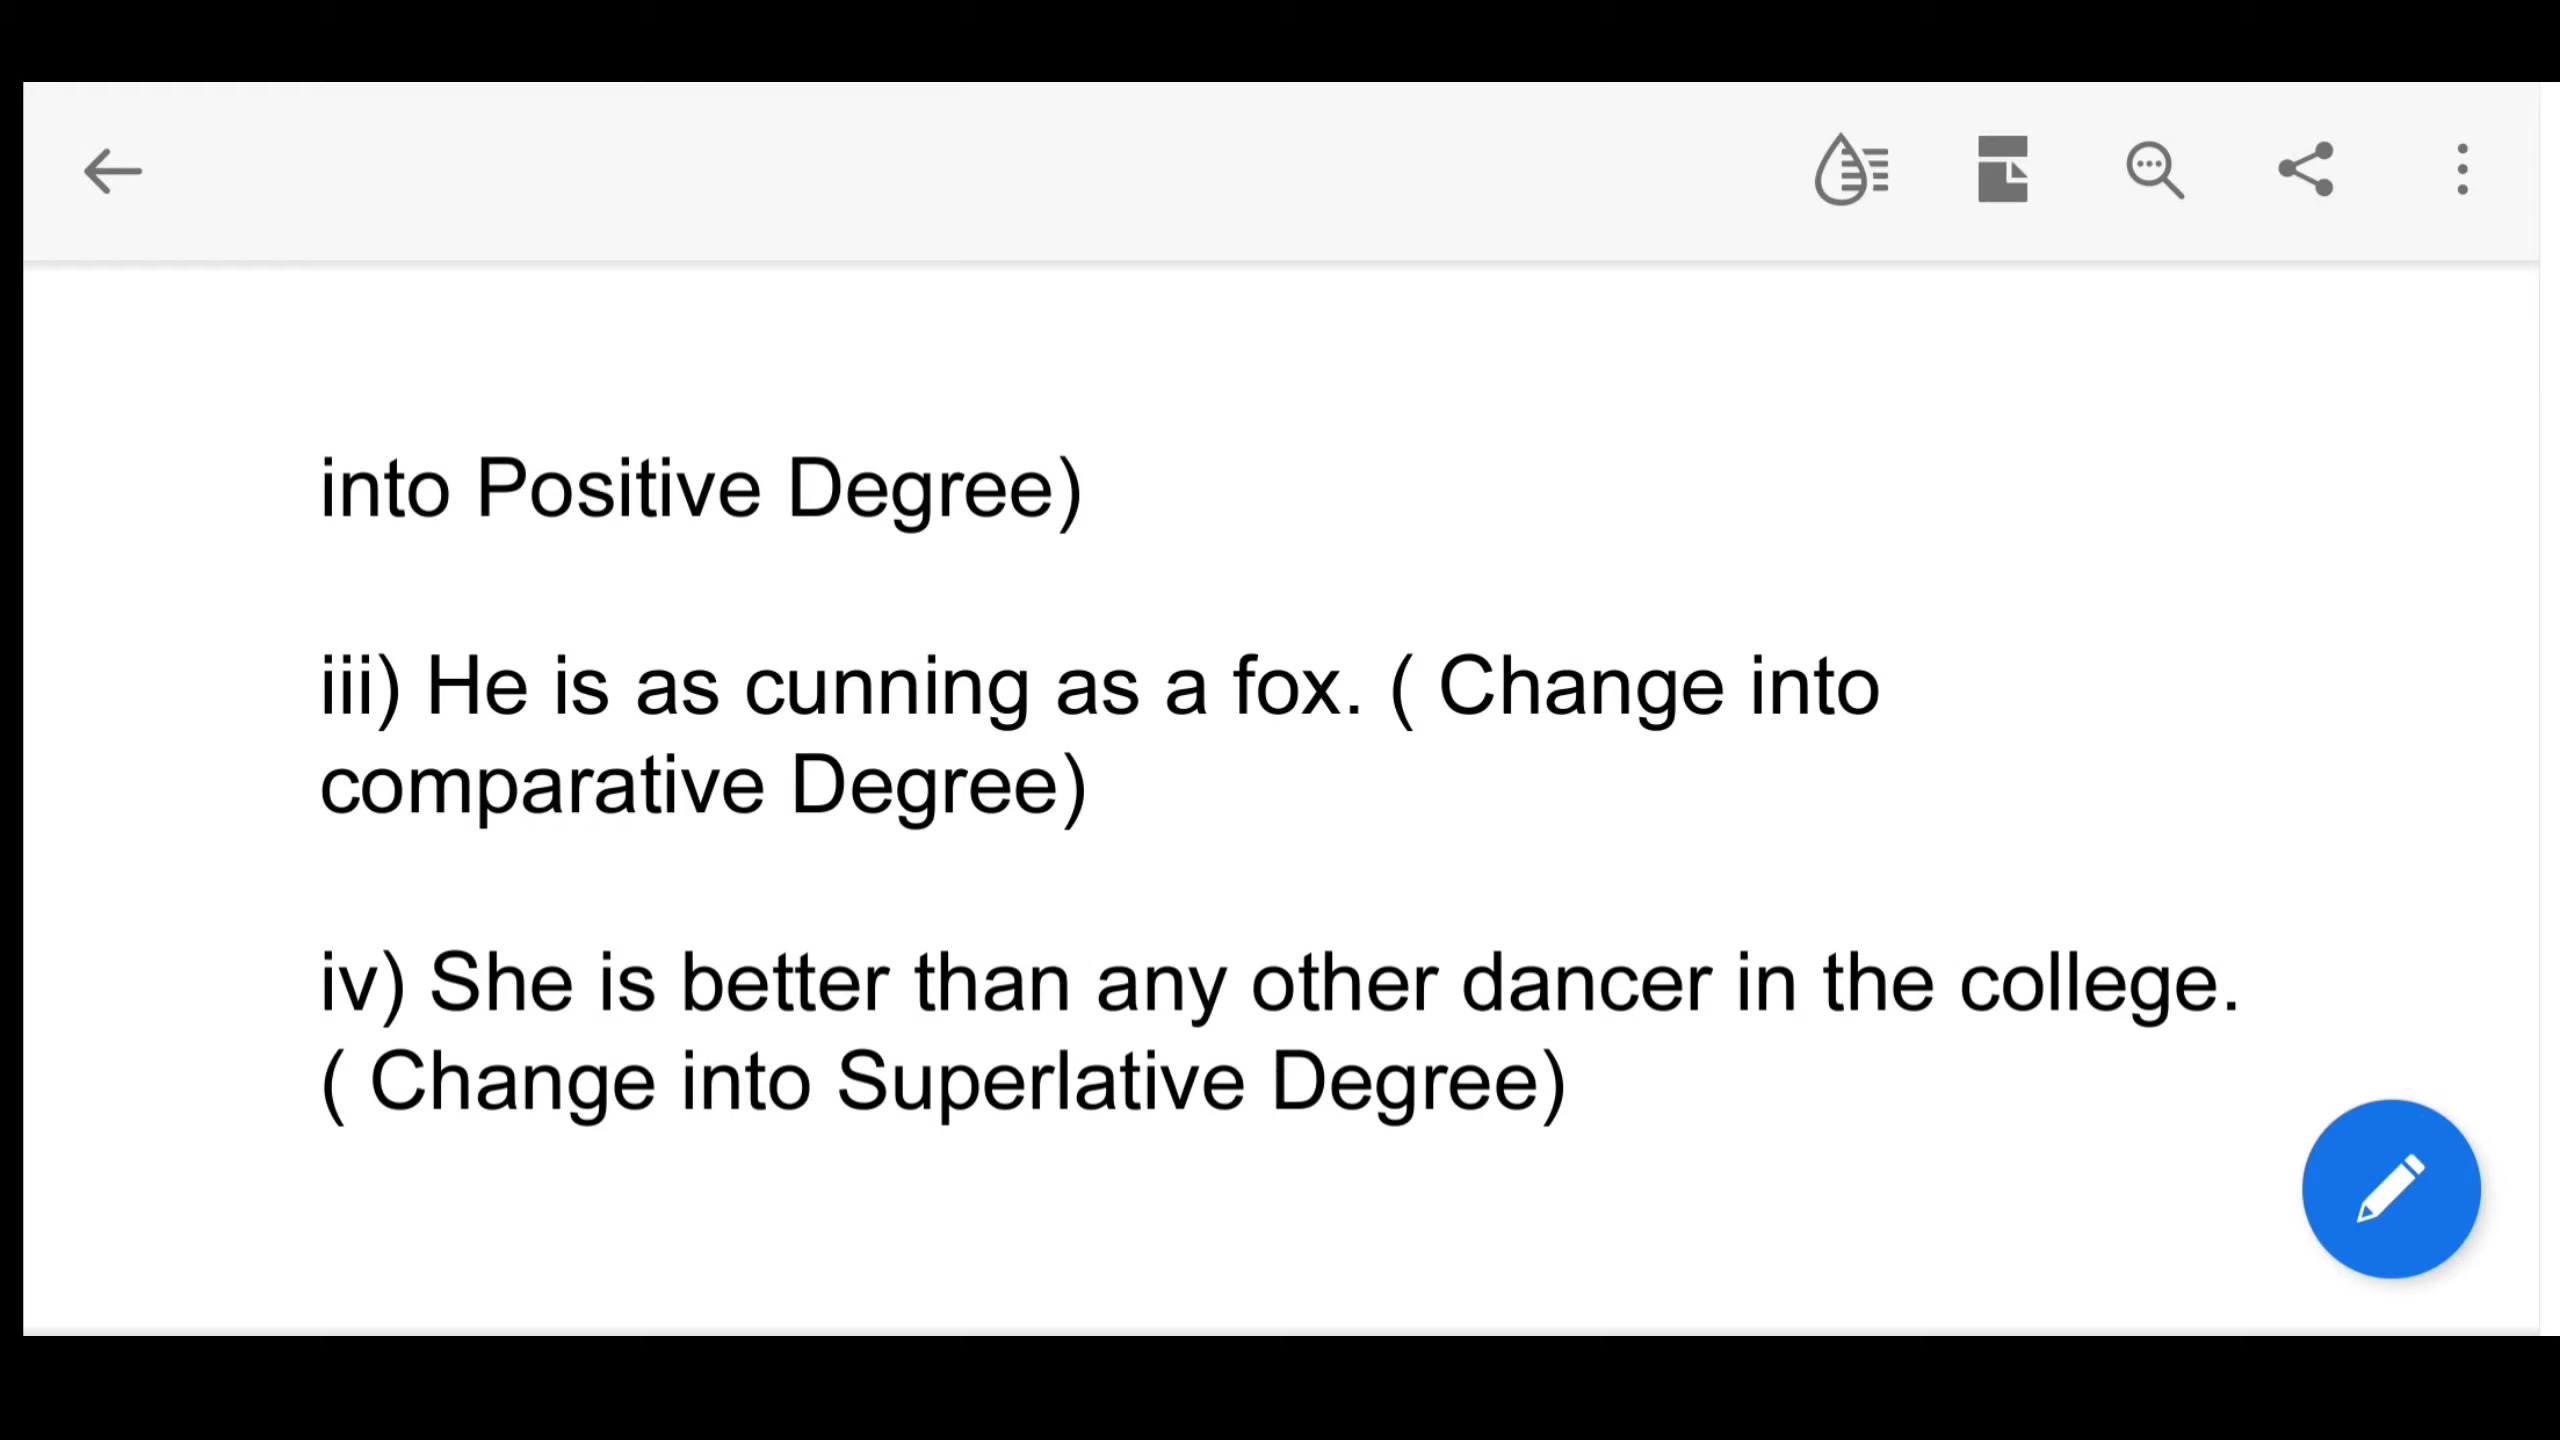 into Positive Degree)
iii) He is as cunning as a fox. ( Change into
comparative Degree)
iv) She is better than any other dancer in the college.
( Change into Superlative Degree)